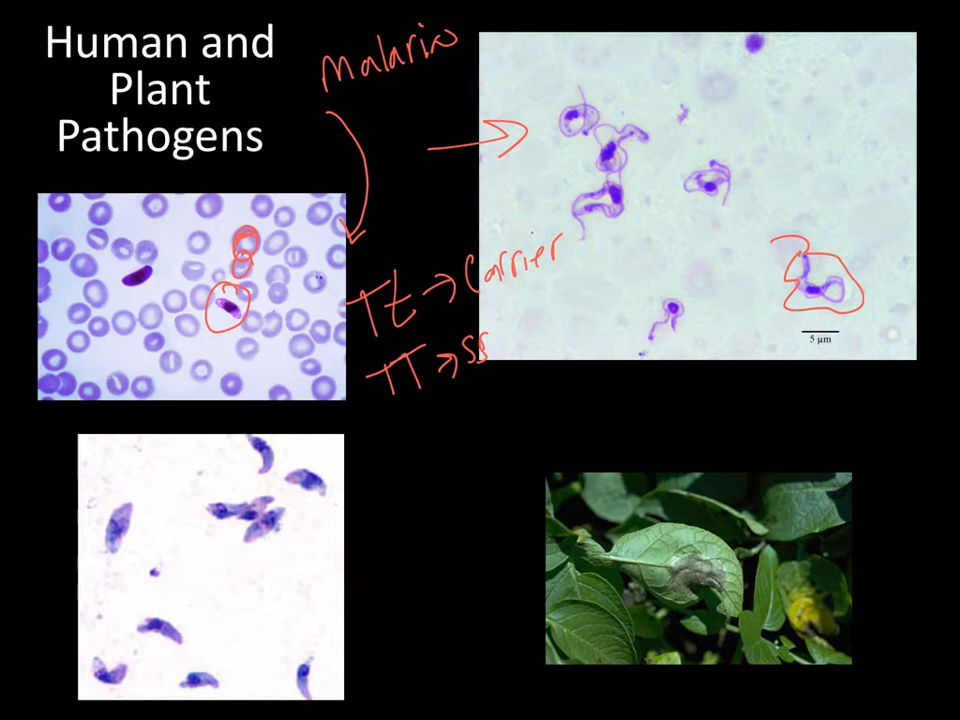 Human and
Plant
Pathogens
Malaria
Tt → Carrier
TT → SS
5 µm